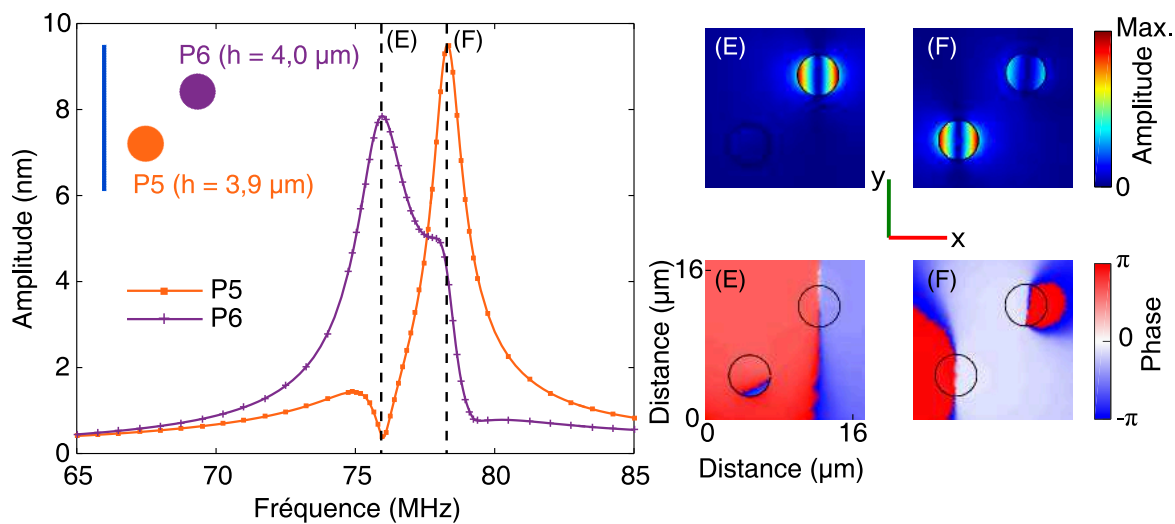 10
8
6
4
2
0
Amplitude (nm)
65
70
75
80
85
Fréquence (MHz)
P6 (h = 4,0 µm)
P5 (h = 3,9 µm)
P5
P6
(E)
(F)
(E)
(F)
Max.
0
Amplitude
y
x
16
0
Distance (µm)
(E)
0
16
Distance (µm)
(F)
π
0
-π
Phase